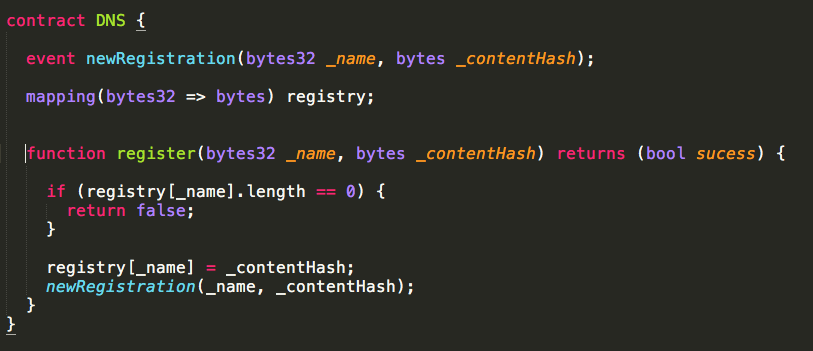 contract DNS {
event newRegistration(bytes32 _name, bytes _contentHash);
mapping(bytes32 => bytes) registry;
function register(bytes32 _name, bytes _contentHash) returns (bool sucess) {
if (registry[_name].length == 0) {
return false;
}
registry[_name] = _contentHash;
newRegistration(_name, _contentHash);
}
}